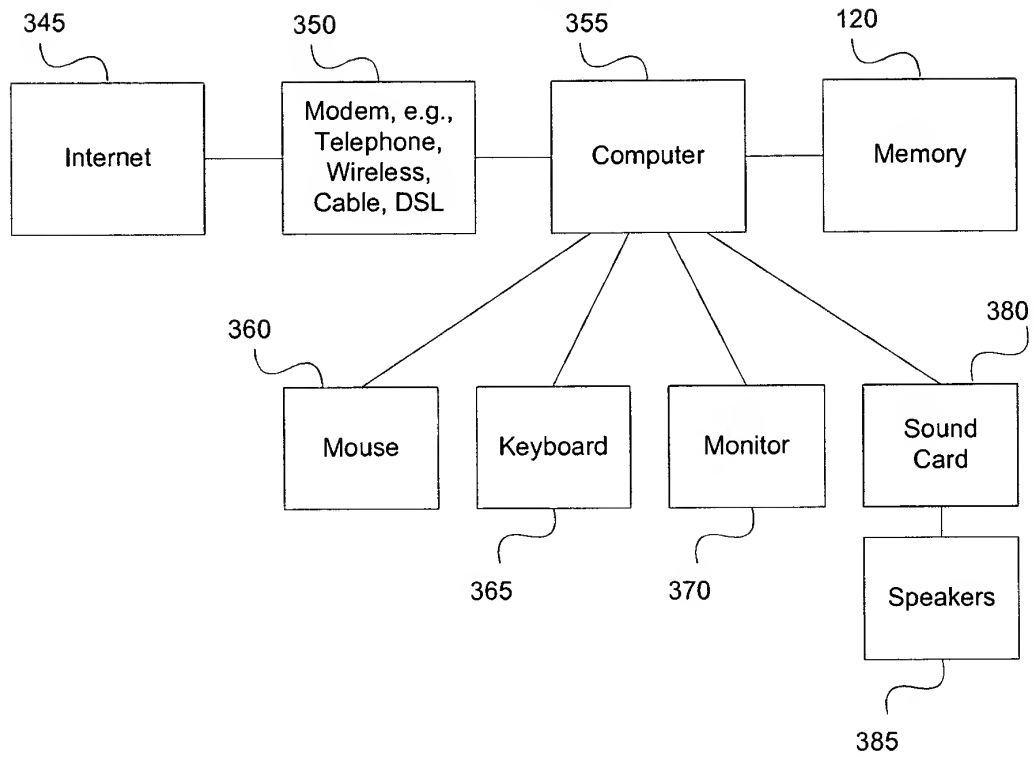 345
350
355
120
Internet
Modem, e.g.,
Telephone,
Wireless,
Cable, DSL
Computer
Memory
360
380
Mouse
Keyboard
Monitor
Sound
Card
365
370
Speakers
385